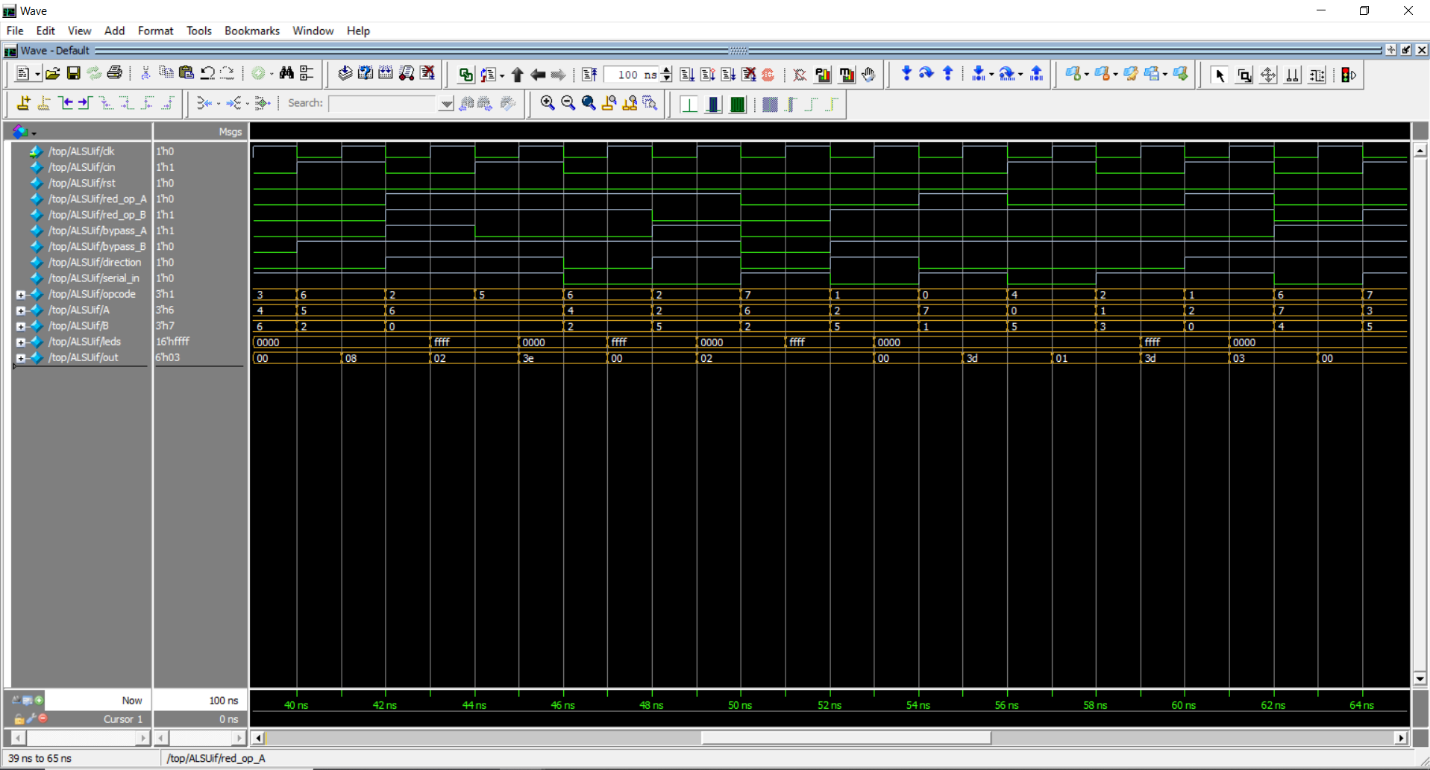 Wave
File Edit View Add Format Tools Bookmarks Window Help
Wave - Default
100 ns
Search:
Msgs
/top/ALSUif/clk 1'h0
/top/ALSUif/cin 1'h1
/top/ALSUif/rst 1'h0
/top/ALSUif/red_op_A 1'h0
/top/ALSUif/red_op_B 1'h1
/top/ALSUif/bypass_A 1'h1
/top/ALSUif/bypass_B 1'h0
/top/ALSUif/direction 1'h0
/top/ALSUif/serial_in 1'h0
/top/ALSUif/opcode 3'h1 3 6 2 5 6 2 7 1 0 4 2 1 6 7
/top/ALSUif/A 3'h6 4 5 6 4 2 6 2 7 0 1 2 7 3
/top/ALSUif/B 3'h7 6 2 0 2 5 2 5 1 5 3 0 4 5
/top/ALSUif/leds 16'hffff 0000 ffff 0000 ffff 0000 ffff 0000 ffff 0000
/top/ALSUif/out 6'h03 00 08 02 3e 00 02 00 3d 01 3d 03 00
Now 100 ns 40 ns 42 ns 44 ns 46 ns 48 ns 50 ns 52 ns 54 ns 56 ns 58 ns 60 ns 62 ns 64 ns
Cursor 1 0 ns
39 ns to 65 ns /top/ALSUif/red_op_A